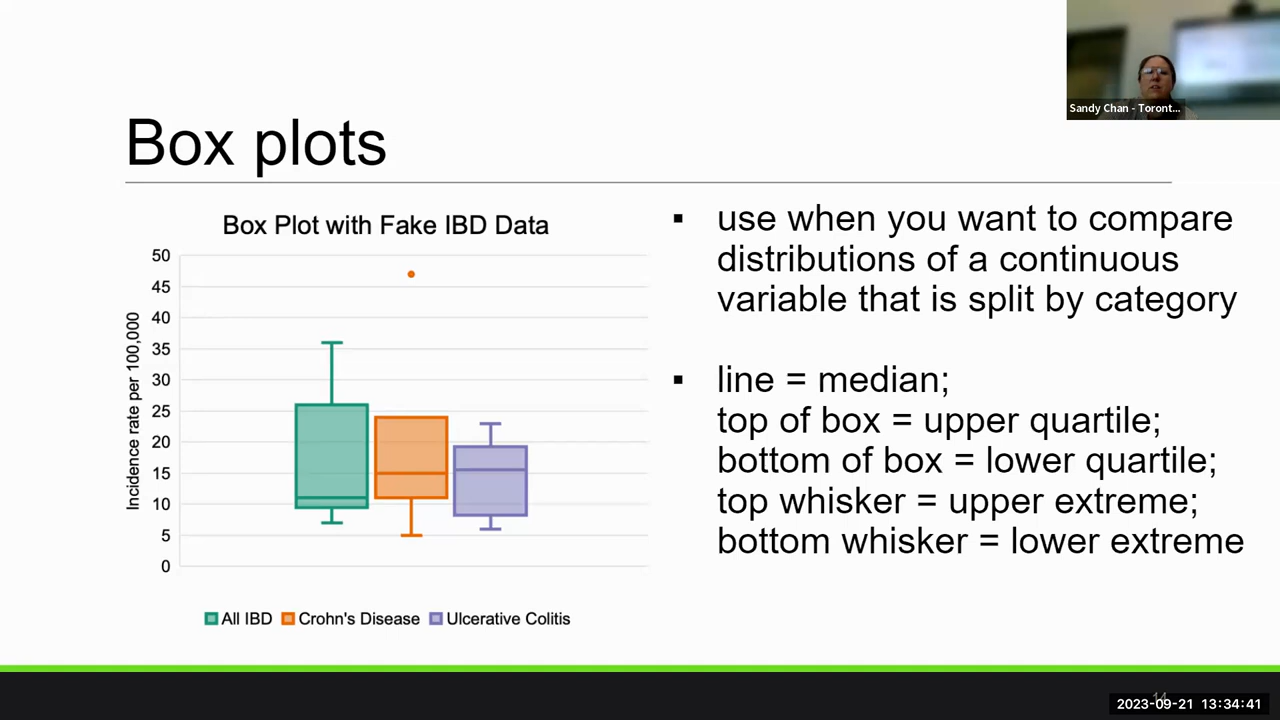 Sandy Chan - Toront...
Box plots
Box Plot with Fake IBD Data
50
45
40
35
30
25
20
15
10
5
0
Incidence rate per 100,000
All IBD Crohn's Disease Ulcerative Colitis
▪ use when you want to compare
distributions of a continuous
variable that is split by category
▪ line = median;
top of box = upper quartile;
bottom of box = lower quartile;
top whisker = upper extreme;
bottom whisker = lower extreme
14
2023-09-21 13:34:41